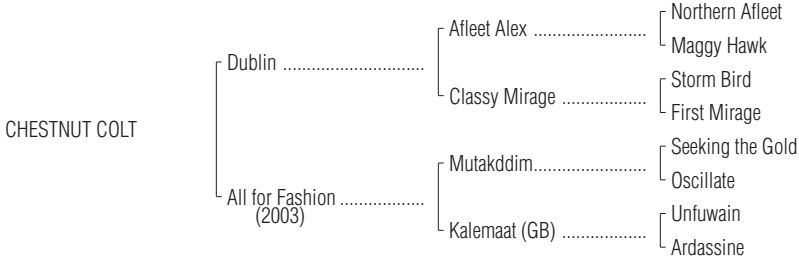 Northern Afleet
Afleet Alex ........................
Maggy Hawk
Dublin ..............................
Storm Bird
Classy Mirage ..................
First Mirage
CHESTNUT COLT
Seeking the Gold
Mutakddim........................
Oscillate
All for Fashion ..................
(2003)
Unfuwain
Kalemaat (GB) ..................
Ardassine